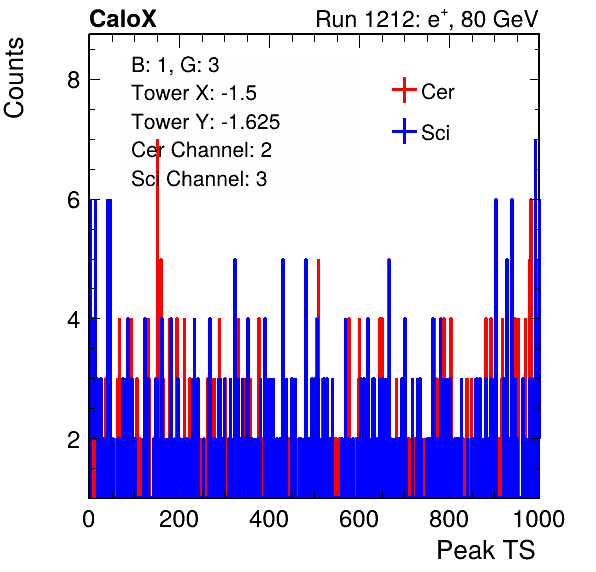 CaloX Run 1212: e⁺, 80 GeV
Counts
B: 1, G: 3
Tower X: -1.5
Tower Y: -1.625
Cer Channel: 2
Sci Channel: 3
Cer
Sci
8
6
4
2
0 200 400 600 800 1000
Peak TS